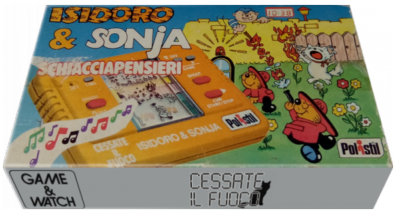 ISIDORO
& SONJA
SCHIACCIAPENSIERI
CESSATE
IL
FUOCO
ISIDORO & SONJA
Polistil
Polistil
GAME
&
WATCH
CESSATE
IL FUOCO